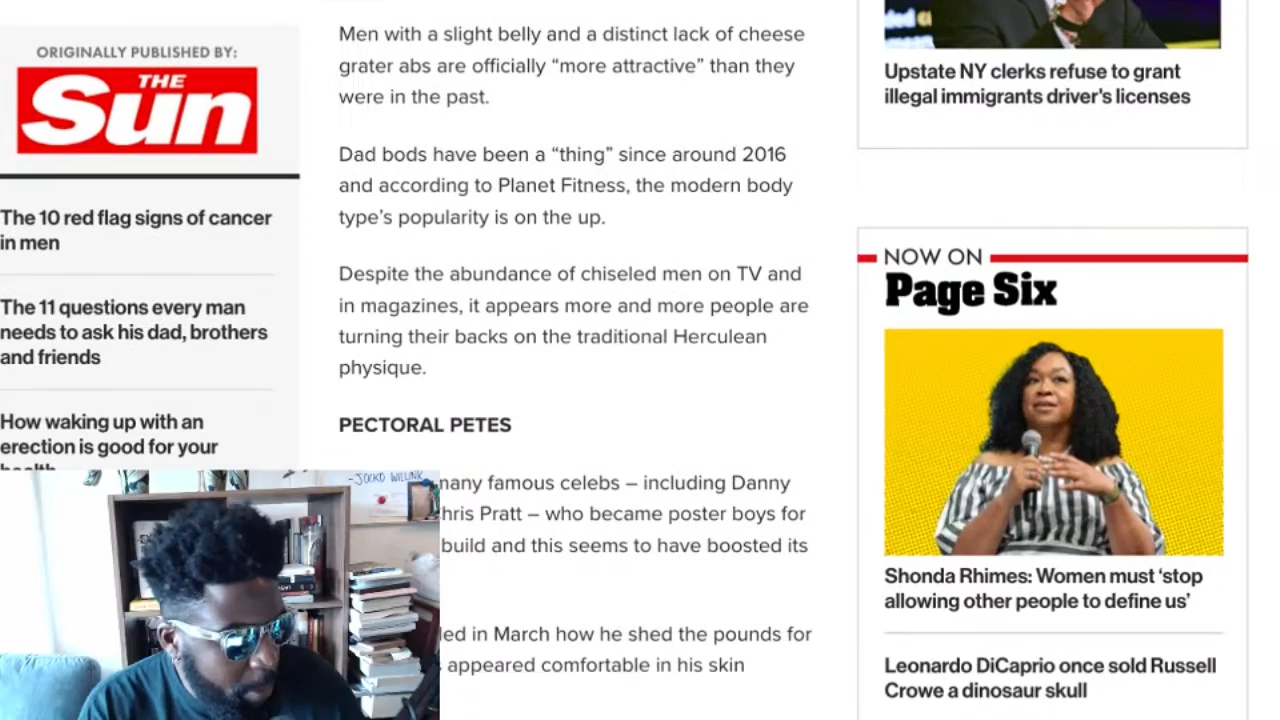 ORIGINALLY PUBLISHED BY:
THE
Sun
The 10 red flag signs of cancer
in men
The 11 questions every man
needs to ask his dad, brothers
and friends
How waking up with an
erection is good for your
health
Men with a slight belly and a distinct lack of cheese
grater abs are officially “more attractive” than they
were in the past.
Dad bods have been a “thing” since around 2016
and according to Planet Fitness, the modern body
type’s popularity is on the up.
Despite the abundance of chiseled men on TV and
in magazines, it appears more and more people are
turning their backs on the traditional Herculean
physique.
PECTORAL PETES
many famous celebs – including Danny
hris Pratt – who became poster boys for
build and this seems to have boosted its
led in March how he shed the pounds for
appeared comfortable in his skin
-JOCKO WILLINK
Upstate NY clerks refuse to grant
illegal immigrants driver's licenses
NOW ON
Page Six
Shonda Rhimes: Women must ‘stop
allowing other people to define us’
Leonardo DiCaprio once sold Russell
Crowe a dinosaur skull